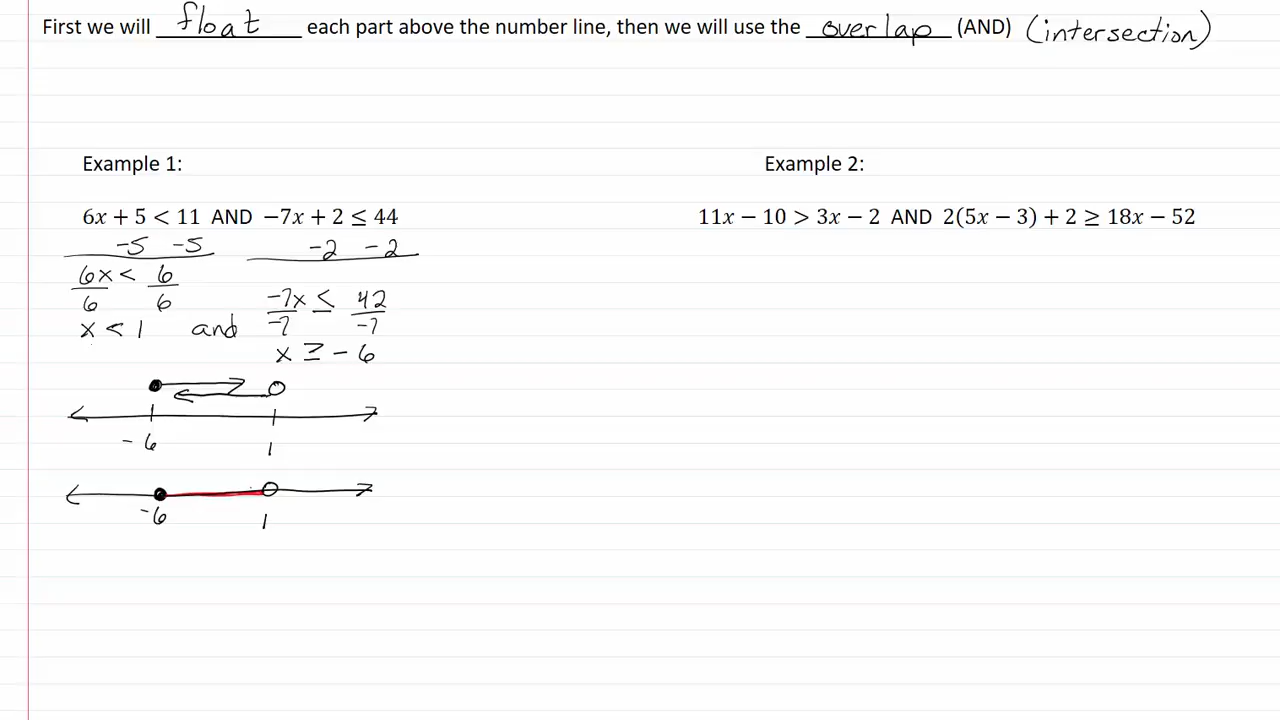 First we will float each part above the number line, then we will use the overlap (AND) (intersection)
Example 1:
6x + 5 < 11 AND −7x + 2 ≤ 44
-5 -5 -2 -2
6x < 6
6 6
-7x ≤ 42
-7 -7
x < 1 and
x ≥ -6
-6 1
-6 1
Example 2:
11x − 10 > 3x − 2 AND 2(5x − 3) + 2 ≥ 18x − 52